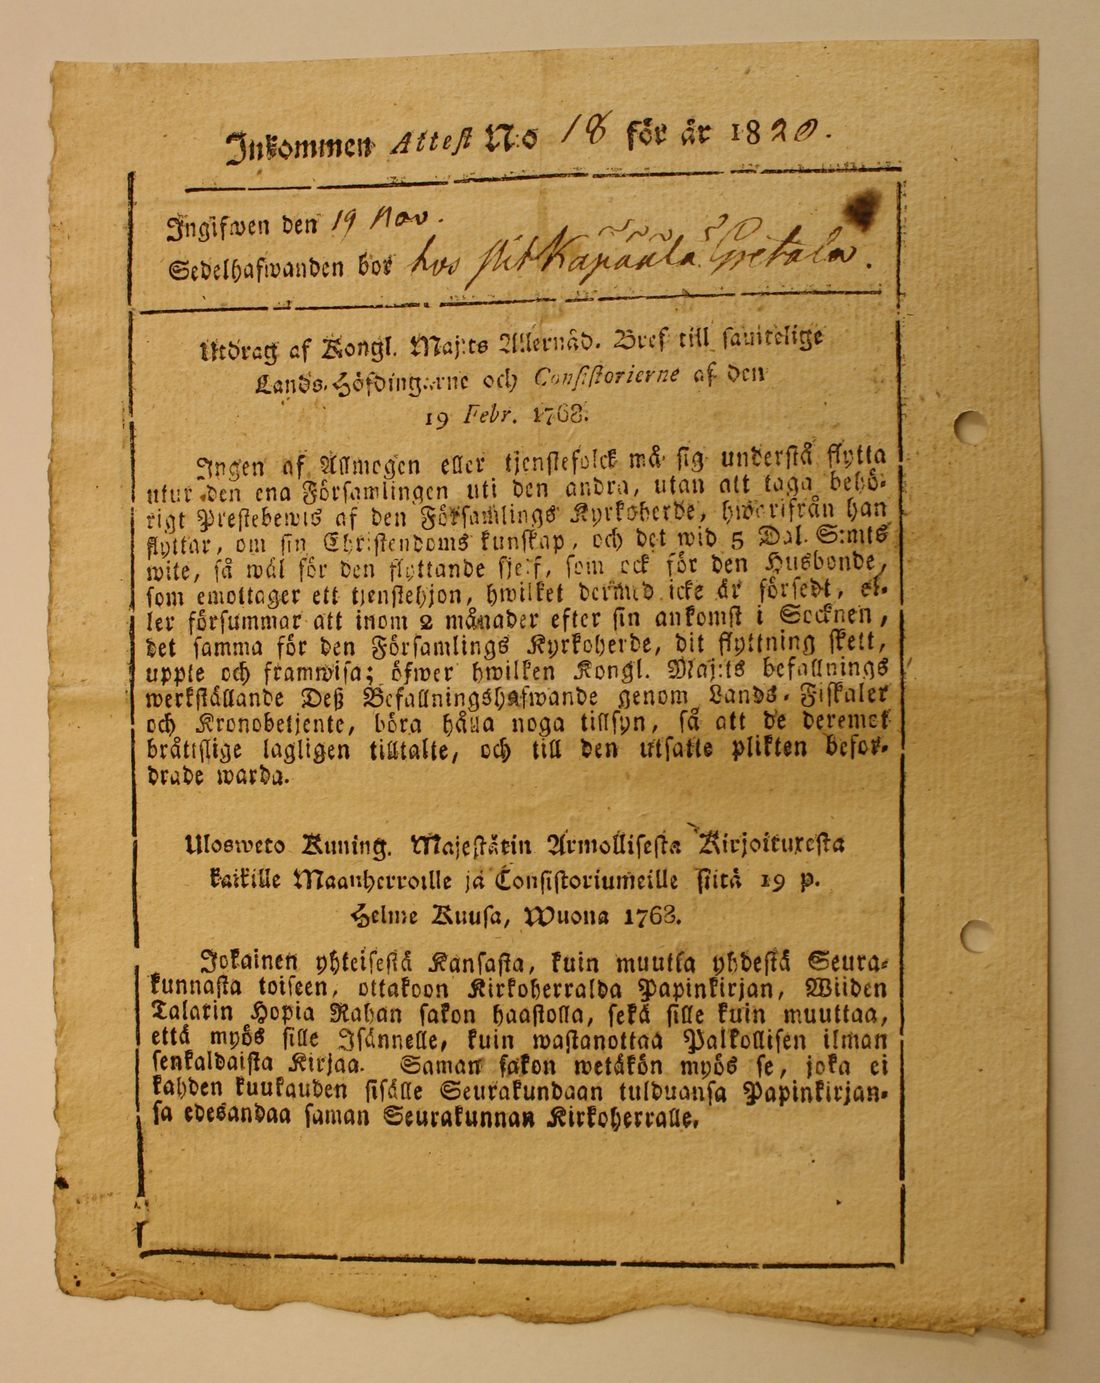 Inkommen Attest N:o 18 för år 1820.
Ingifwen den 19 Nov.
Sedelhafwanden bor hos
Utdrag af Kongl. Maj:ts Allernåd. Bref till samtelige
Lands-Höfdingarne och Consistorierne af den
19 Febr. 1768.
Ingen af Allmogen eller tjenstefolck må sig understå flytta
utur den ena Församlingen uti den andra, utan att taga behö-
rigt Prestebewis af den Församlings Kyrkoherde, hwarifrån han
flyttar, om sin Christendoms kunskap, och det wid 5 Dal. S:mts
wite, så wäl för den flyttande sjelf, som ock för den Husbonde,
som emottager ett tjenstehjon, hwilket dermed icke är försedt, el-
ler försummar att inom 2 månader efter sin ankomst i Socknen,
det samma för den Församlings Kyrkoherde, dit flyttning skett,
uppte och framwisa; öfwer hwilken Kongl. Maj:ts befallnings
werkställande Deß Befallningshafwande genom Lands-Fiskaler
och Kronobetjente, böra hålla noga tillsyn, så att de deremot
bråttslige lagligen tilltalte, och till den utsatte plikten befor-
drade warda.
Ulosweto Kuning. Majestätin Armollisesta Kirjoituxesta
kaikille Maanherroille ja Consistoriumeille siitä 19 p.
Helme Kuusa, Wuona 1768.
Jokainen yhteisestä Kansasta, kuin muutta yhdestä Seura-
kunnasta toiseen, ottakoon Kirkoherralda Papinkirjan, Wiiden
Talarin Hopia Rahan sakon haastolla, sekä sille kuin muuttaa,
että myös sille Isännelle, kuin wastanottaa Palkollisen ilman
senkaldaista Kirjaa. Saman sakon wetäkön myös se, joka ei
kahden kuukauden sisälle Seurakundaan tulduansa Papinkirjan-
sa edesandaa saman Seurakunnan Kirkoherralle.